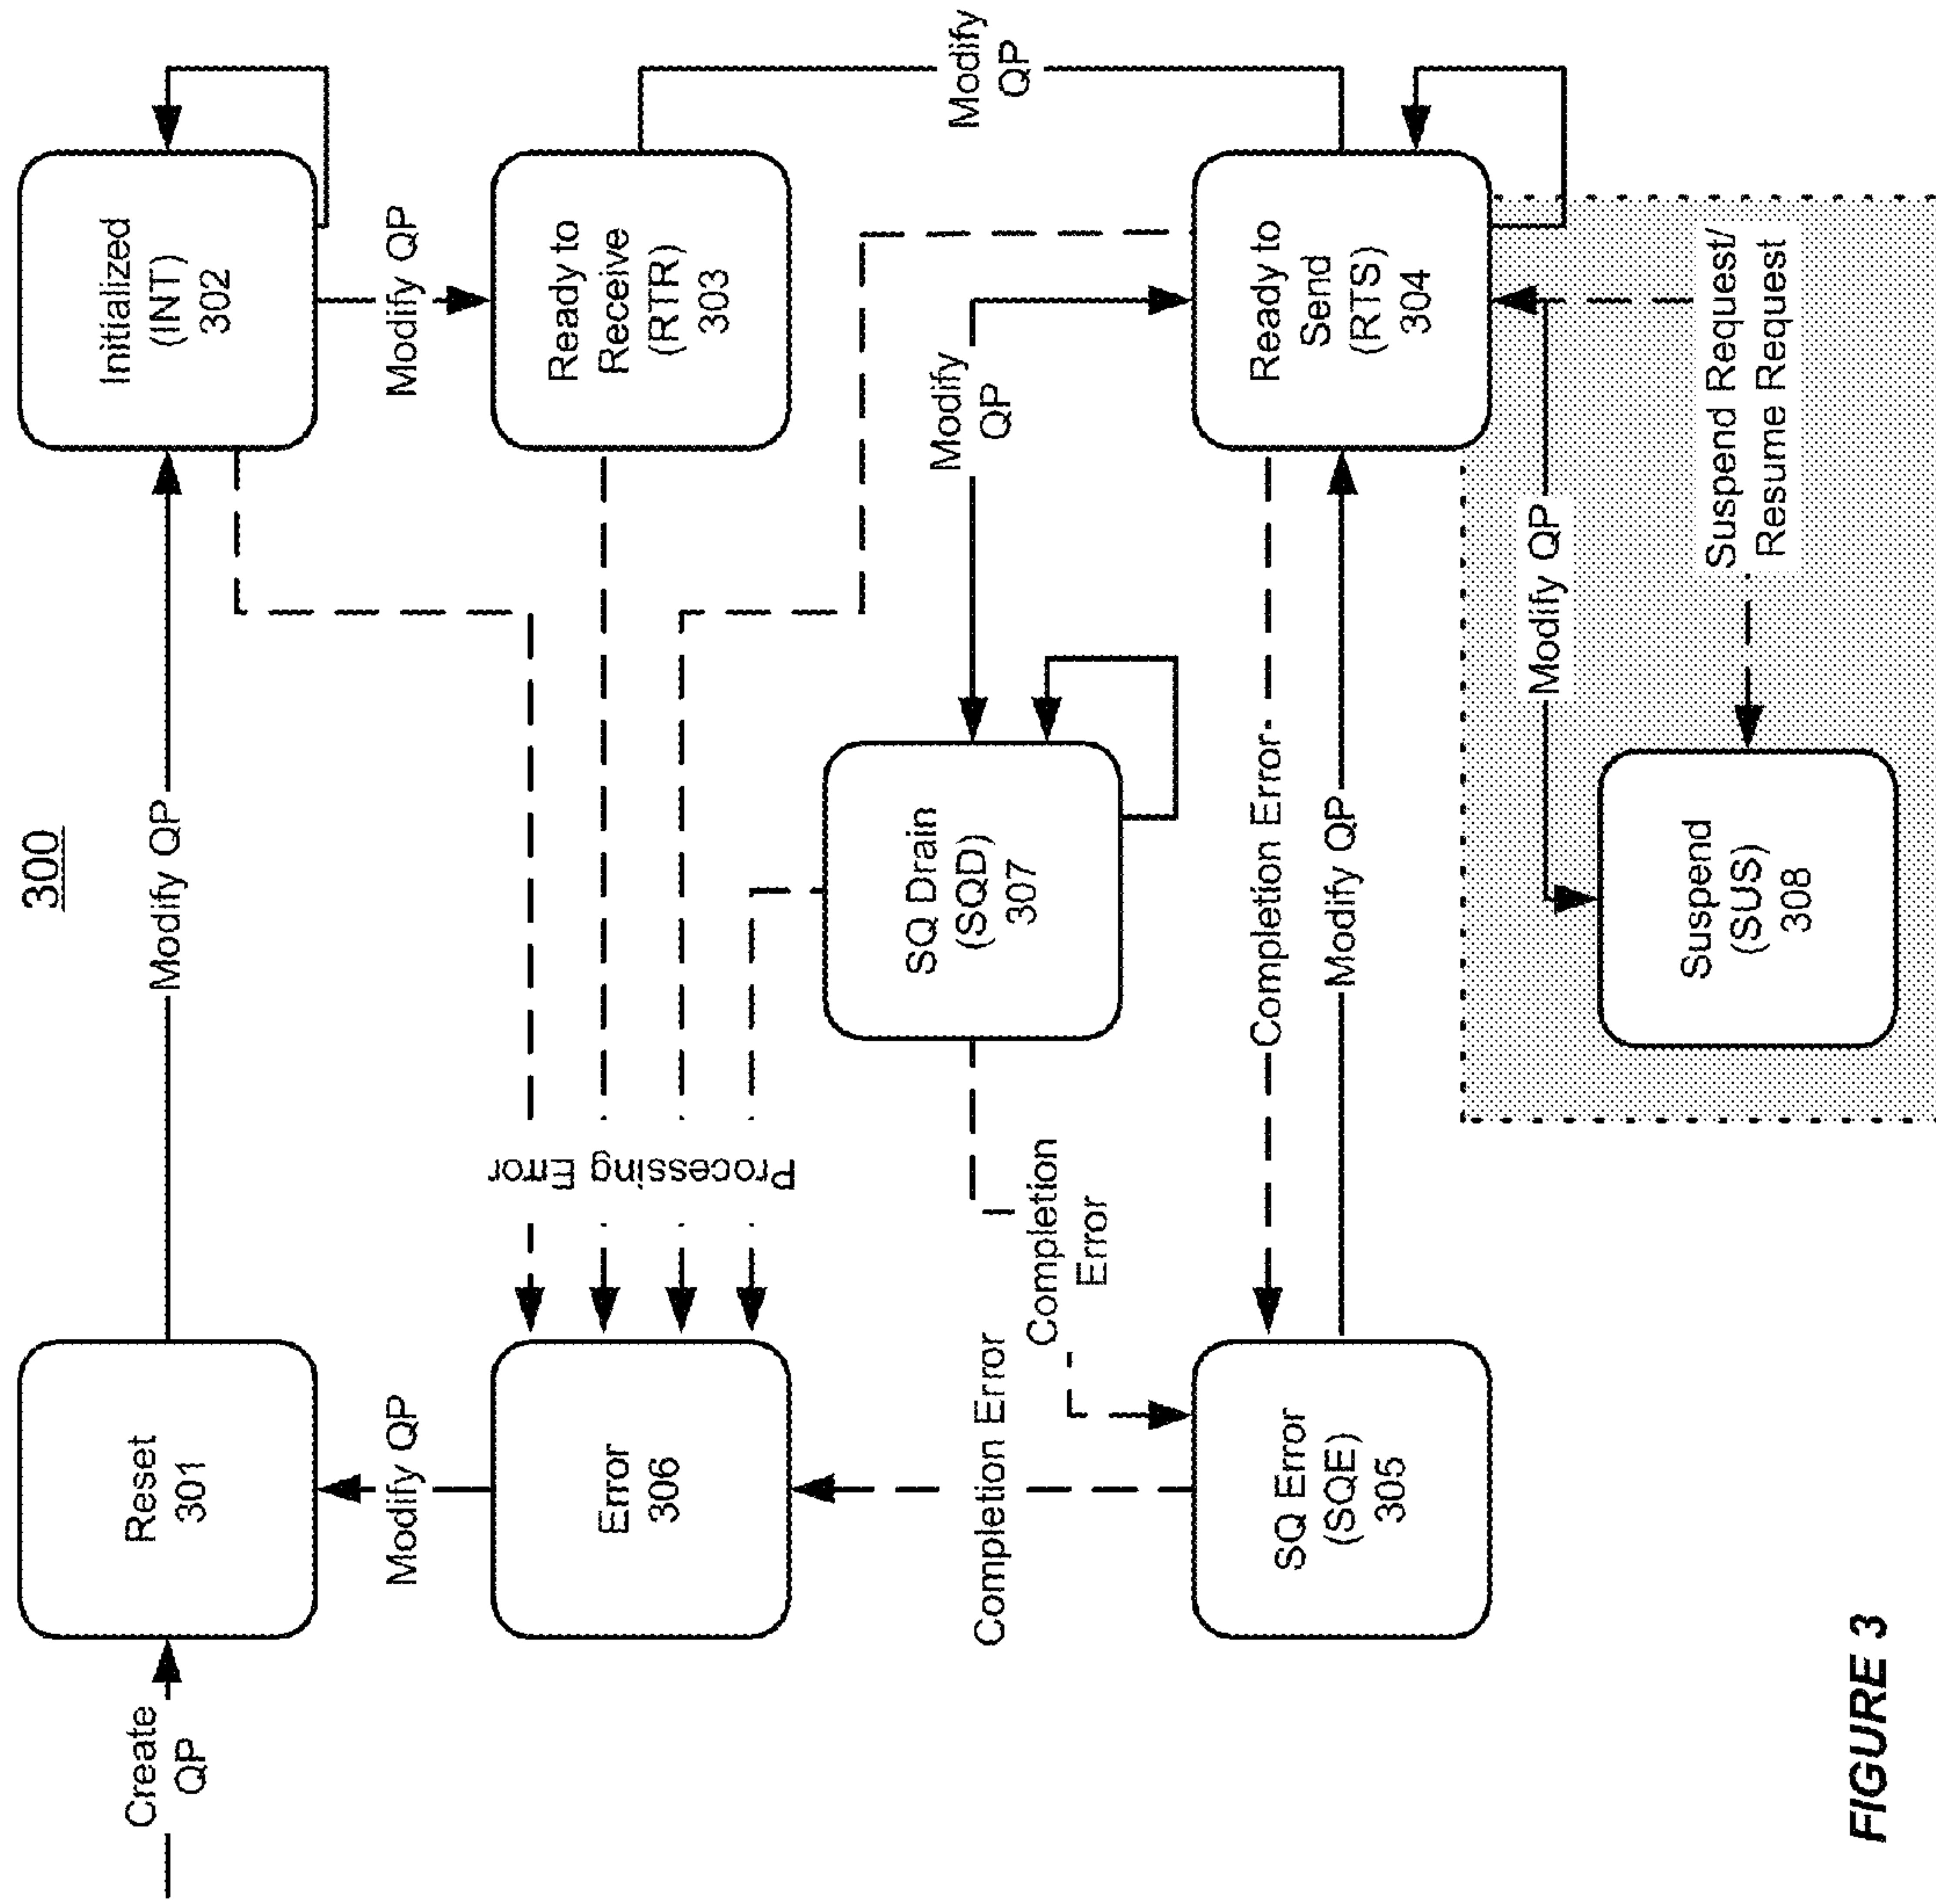 300
Create
QP
Reset
301
Modify QP
Initialized
(INT)
302
Modify QP
Modify QP
Error
306
Processing Error
Ready to
Receive
(RTR)
303
Completion Error
Completion
Error
SQ Drain
(SQD)
307
Modify
QP
Modify
QP
SQ Error
(SQE)
305
Completion Error
Modify QP
Ready to
Send
(RTS)
304
Modify QP
Suspend
(SUS)
308
Suspend Request/
Resume Request
FIGURE 3